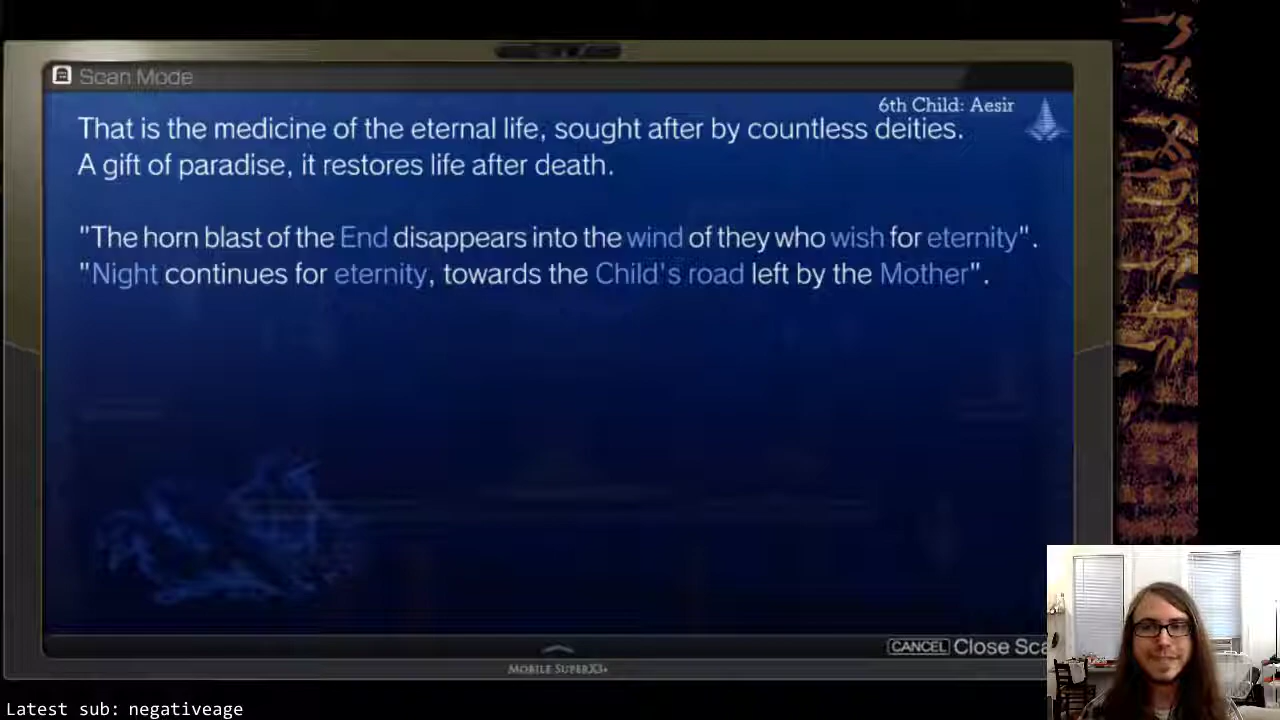 Scan Mode
6th Child: Aesir
That is the medicine of the eternal life, sought after by countless deities.
A gift of paradise, it restores life after death.
"The horn blast of the End disappears into the wind of they who wish for eternity".
"Night continues for eternity, towards the Child's road left by the Mother".
CANCEL Close Sca
MOBILE SUPERX3+
Latest sub: negativeage